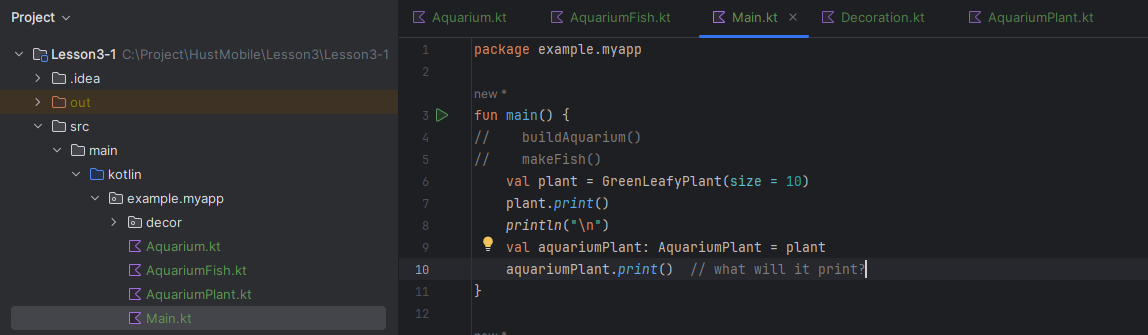 Project
Lesson3-1 C:\Project\HustMobile\Lesson3\Lesson3-1
.idea
out
src
main
kotlin
example.myapp
decor
Aquarium.kt
AquariumFish.kt
AquariumPlant.kt
Main.kt
Aquarium.kt AquariumFish.kt Main.kt Decoration.kt AquariumPlant.kt
1 package example.myapp
2
new *
3 fun main() {
4 //    buildAquarium()
5 //    makeFish()
6     val plant = GreenLeafyPlant(size = 10)
7     plant.print()
8     println("\n")
9     val aquariumPlant: AquariumPlant = plant
10     aquariumPlant.print()  // what will it print?
11 }
12
new *